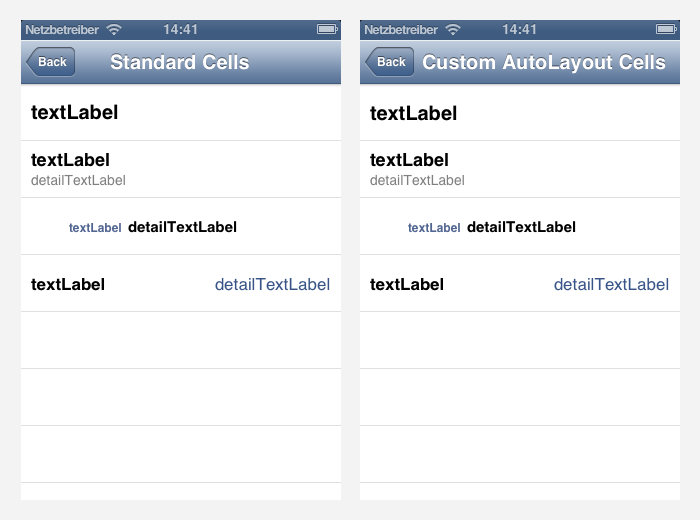 Netzbetreiber 14:41
Back Standard Cells
textLabel
textLabel
detailTextLabel
textLabel detailTextLabel
textLabel detailTextLabel
Netzbetreiber 14:41
Back Custom AutoLayout Cells
textLabel
textLabel
detailTextLabel
textLabel detailTextLabel
textLabel detailTextLabel